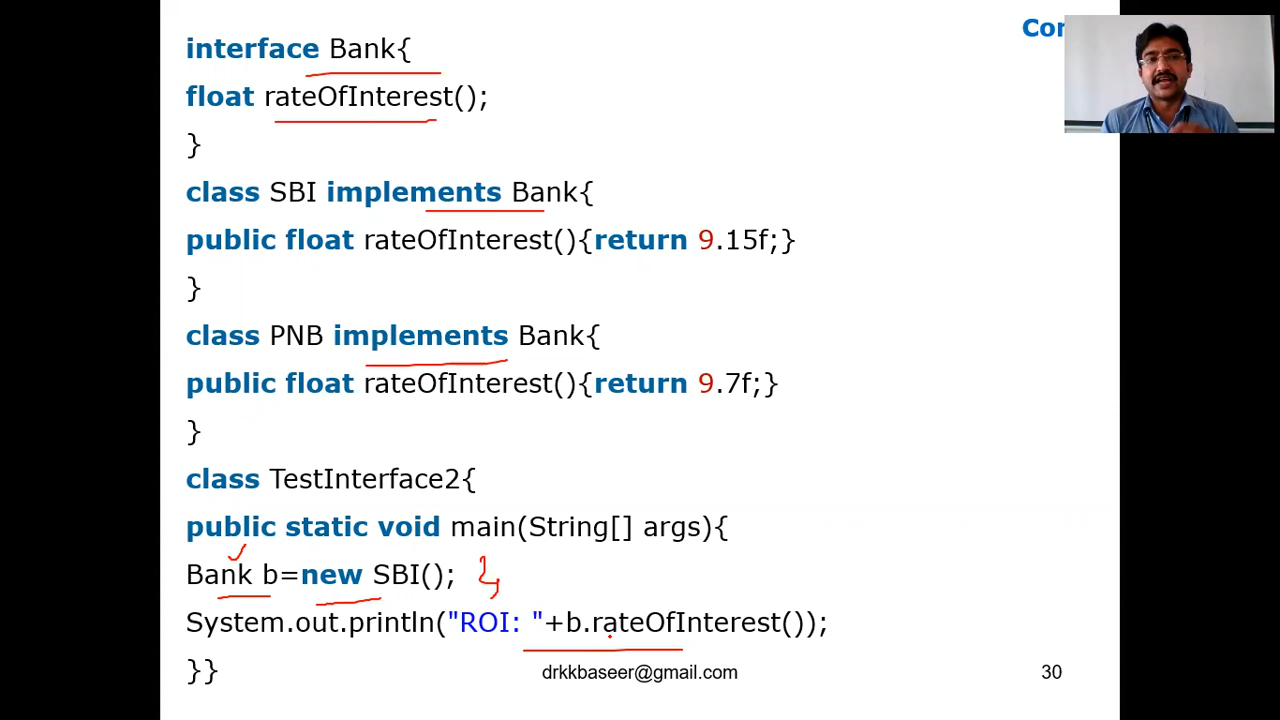 Con
interface Bank{
float rateOfInterest();
}
class SBI implements Bank{
public float rateOfInterest(){return 9.15f;}
}
class PNB implements Bank{
public float rateOfInterest(){return 9.7f;}
}
class TestInterface2{
public static void main(String[] args){
Bank b=new SBI();
System.out.println("ROI: "+b.rateOfInterest());
}}
drkkbaseer@gmail.com
30